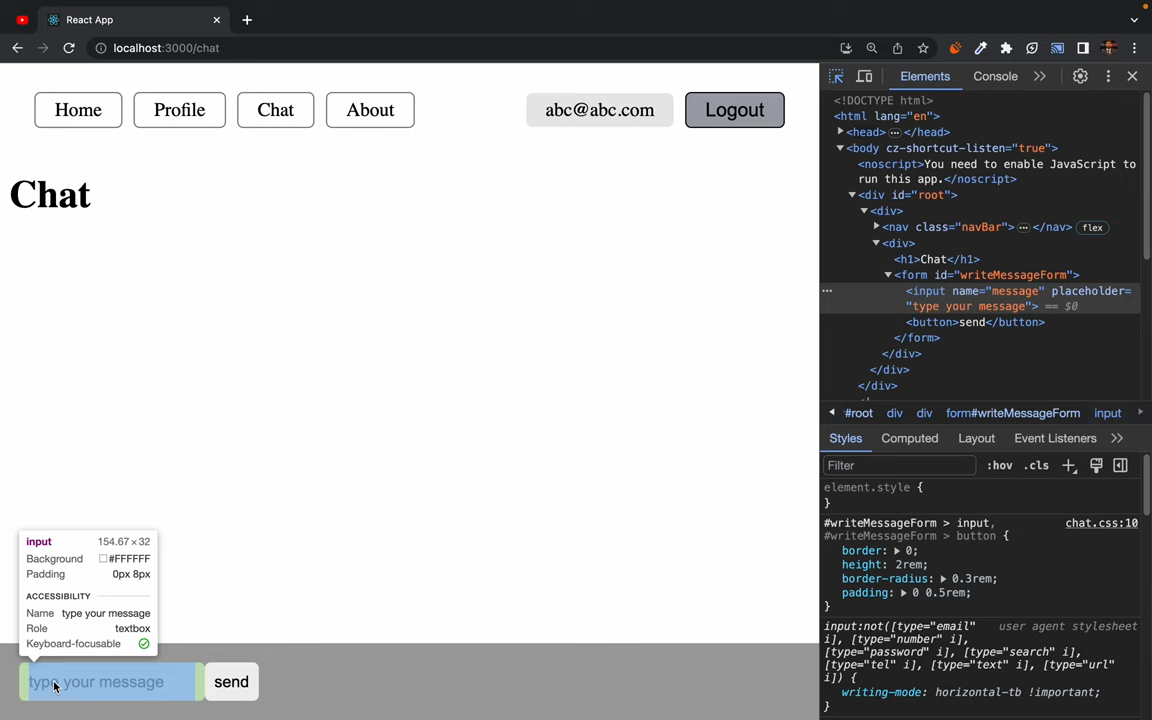 React App
localhost:3000/chat
Home
Profile
Chat
About
abc@abc.com
Logout
Chat
input 154.67 × 32
Background #FFFFFF
Padding 0px 8px
ACCESSIBILITY
Name type your message
Role textbox
Keyboard-focusable
type your message
send
Elements
Console
<!DOCTYPE html>
<html lang="en">
<head> ⋯ </head>
<body cz-shortcut-listen="true">
<noscript>You need to enable JavaScript to
run this app.</noscript>
<div id="root">
<div>
<nav class="navBar"> ⋯ </nav> flex
<div>
<h1>Chat</h1>
<form id="writeMessageForm">
<input name="message" placeholder=
"type your message"> == $0
<button>send</button>
</form>
</div>
</div>
</div>
#root div div form#writeMessageForm input
Styles Computed Layout Event Listeners
Filter
:hov .cls
element.style {
}
#writeMessageForm > input, chat.css:10
#writeMessageForm > button {
border: 0;
height: 2rem;
border-radius: 0.3rem;
padding: 0 0.5rem;
}
input:not([type="email" user agent stylesheet
i], [type="number" i],
[type="password" i], [type="search" i],
[type="tel" i], [type="text" i], [type="url"
i]) {
writing-mode: horizontal-tb !important;
}